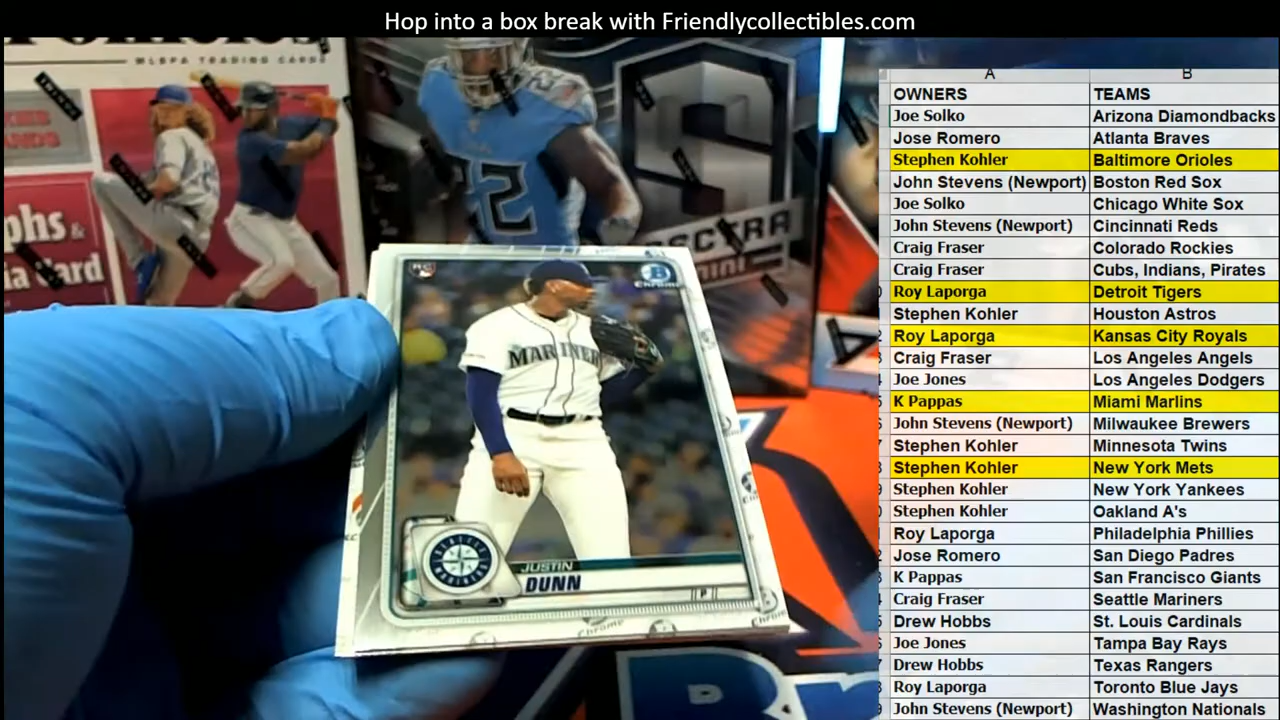 Hop into a box break with Friendlycollectibles.com
MLBPA TRADING CARDS
phs &
ia Card
52
SPECTRA
MARINERS
Chrome
JUSTIN
DUNN
P
A B
OWNERS TEAMS
Joe Solko Arizona Diamondbacks
Jose Romero Atlanta Braves
Stephen Kohler Baltimore Orioles
John Stevens (Newport) Boston Red Sox
Joe Solko Chicago White Sox
John Stevens (Newport) Cincinnati Reds
Craig Fraser Colorado Rockies
Craig Fraser Cubs, Indians, Pirates
Roy Laporga Detroit Tigers
Stephen Kohler Houston Astros
Roy Laporga Kansas City Royals
Craig Fraser Los Angeles Angels
Joe Jones Los Angeles Dodgers
K Pappas Miami Marlins
John Stevens (Newport) Milwaukee Brewers
Stephen Kohler Minnesota Twins
Stephen Kohler New York Mets
Stephen Kohler New York Yankees
Stephen Kohler Oakland A's
Roy Laporga Philadelphia Phillies
Jose Romero San Diego Padres
K Pappas San Francisco Giants
Craig Fraser Seattle Mariners
Drew Hobbs St. Louis Cardinals
Joe Jones Tampa Bay Rays
Drew Hobbs Texas Rangers
Roy Laporga Toronto Blue Jays
John Stevens (Newport) Washington Nationals